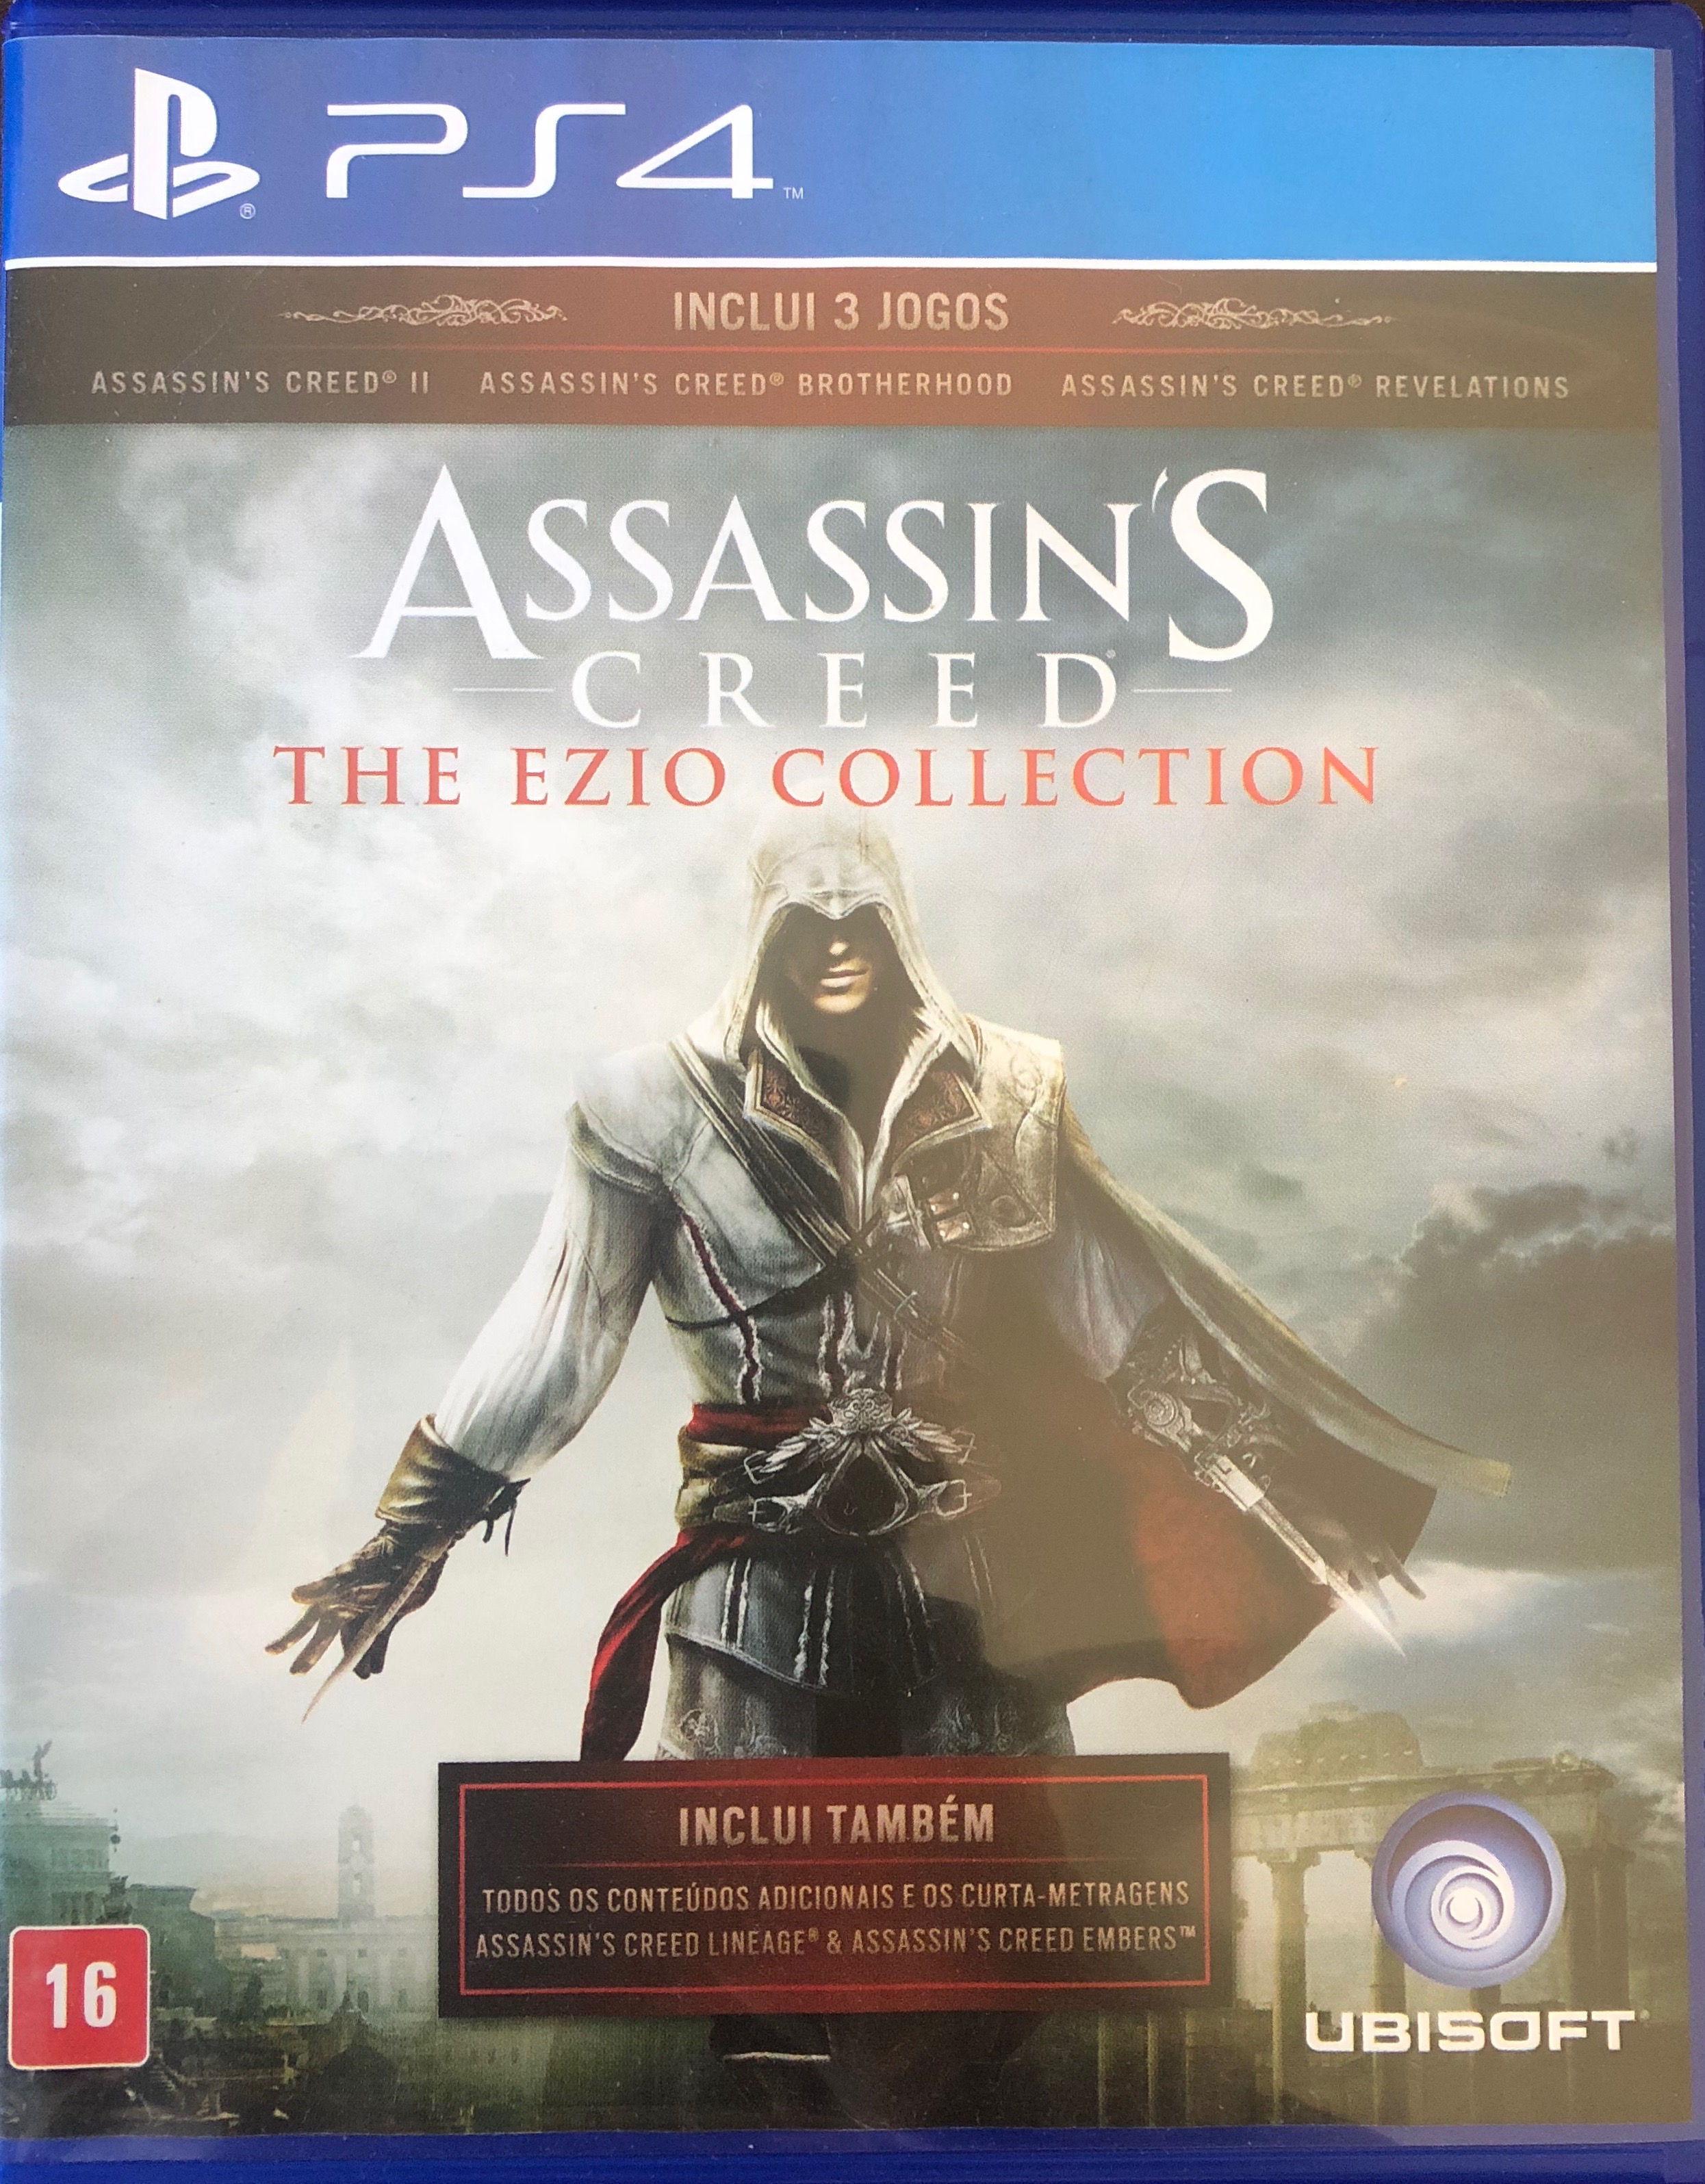 PS4™
INCLUI 3 JOGOS
ASSASSIN'S CREED® II ASSASSIN'S CREED® BROTHERHOOD ASSASSIN'S CREED® REVELATIONS
ASSASSIN'S
CREED®
THE EZIO COLLECTION
INCLUI TAMBÉM
TODOS OS CONTEÚDOS ADICIONAIS E OS CURTA-METRAGENS
ASSASSIN'S CREED LINEAGE® & ASSASSIN'S CREED EMBERS™
16
UBISOFT